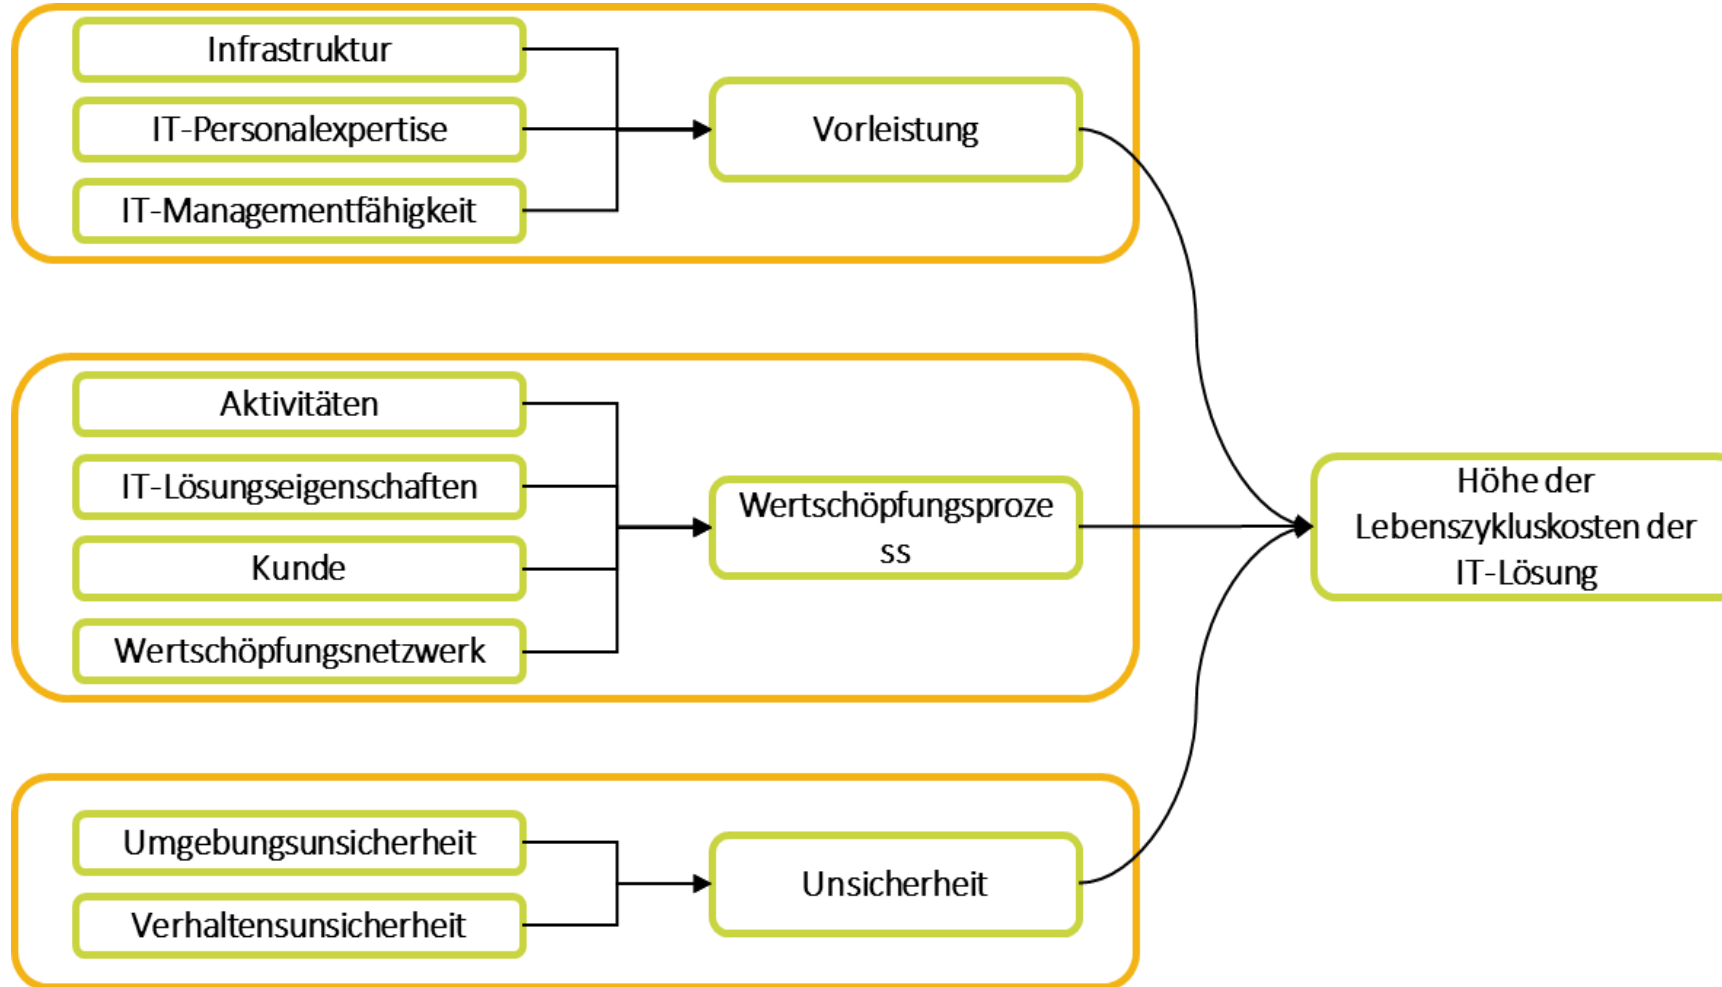 Infrastruktur
IT-Personalexpertise
IT-Managementfähigkeit
Vorleistung
Aktivitäten
IT-Lösungseigenschaften
Kunde
Wertschöpfungsnetzwerk
Wertschöpfungsproze
ss
Umgebungsunsicherheit
Verhaltensunsicherheit
Unsicherheit
Höhe der
Lebenszykluskosten der
IT-Lösung